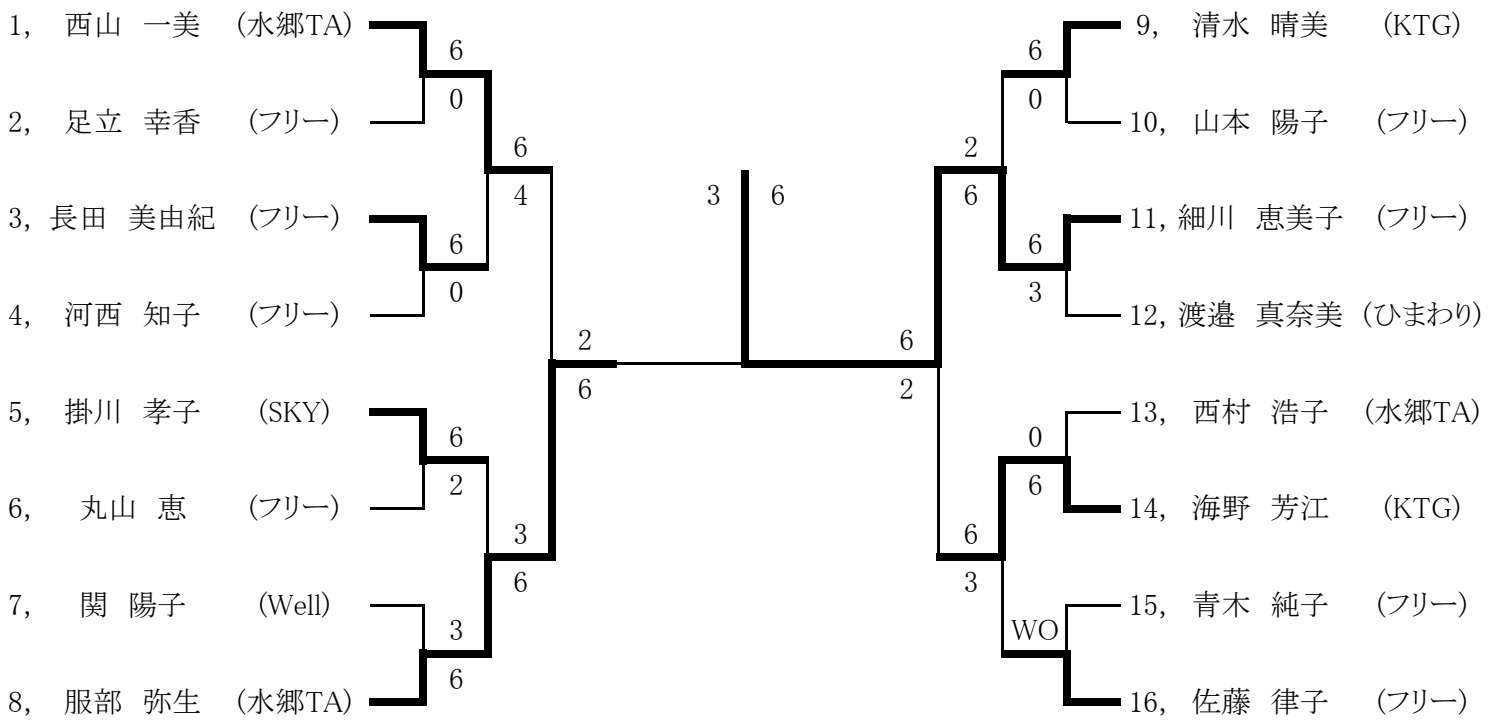 1, 西山 一美 (水郷TA)
6
0
2, 足立 幸香 (フリー)
6
4
3, 長田 美由紀 (フリー)
6
0
4, 河西 知子 (フリー)
2
6
5, 掛川 孝子 (SKY)
6
2
6, 丸山 恵 (フリー)
3
6
7, 関 陽子 (Well)
3
6
8, 服部 弥生 (水郷TA)
3 6
9, 清水 晴美 (KTG)
6
0
10, 山本 陽子 (フリー)
2
6
11, 細川 恵美子 (フリー)
6
3
12, 渡邉 真奈美 (ひまわり)
6
2
13, 西村 浩子 (水郷TA)
0
6
14, 海野 芳江 (KTG)
6
3
15, 青木 純子 (フリー)
WO
16, 佐藤 律子 (フリー)